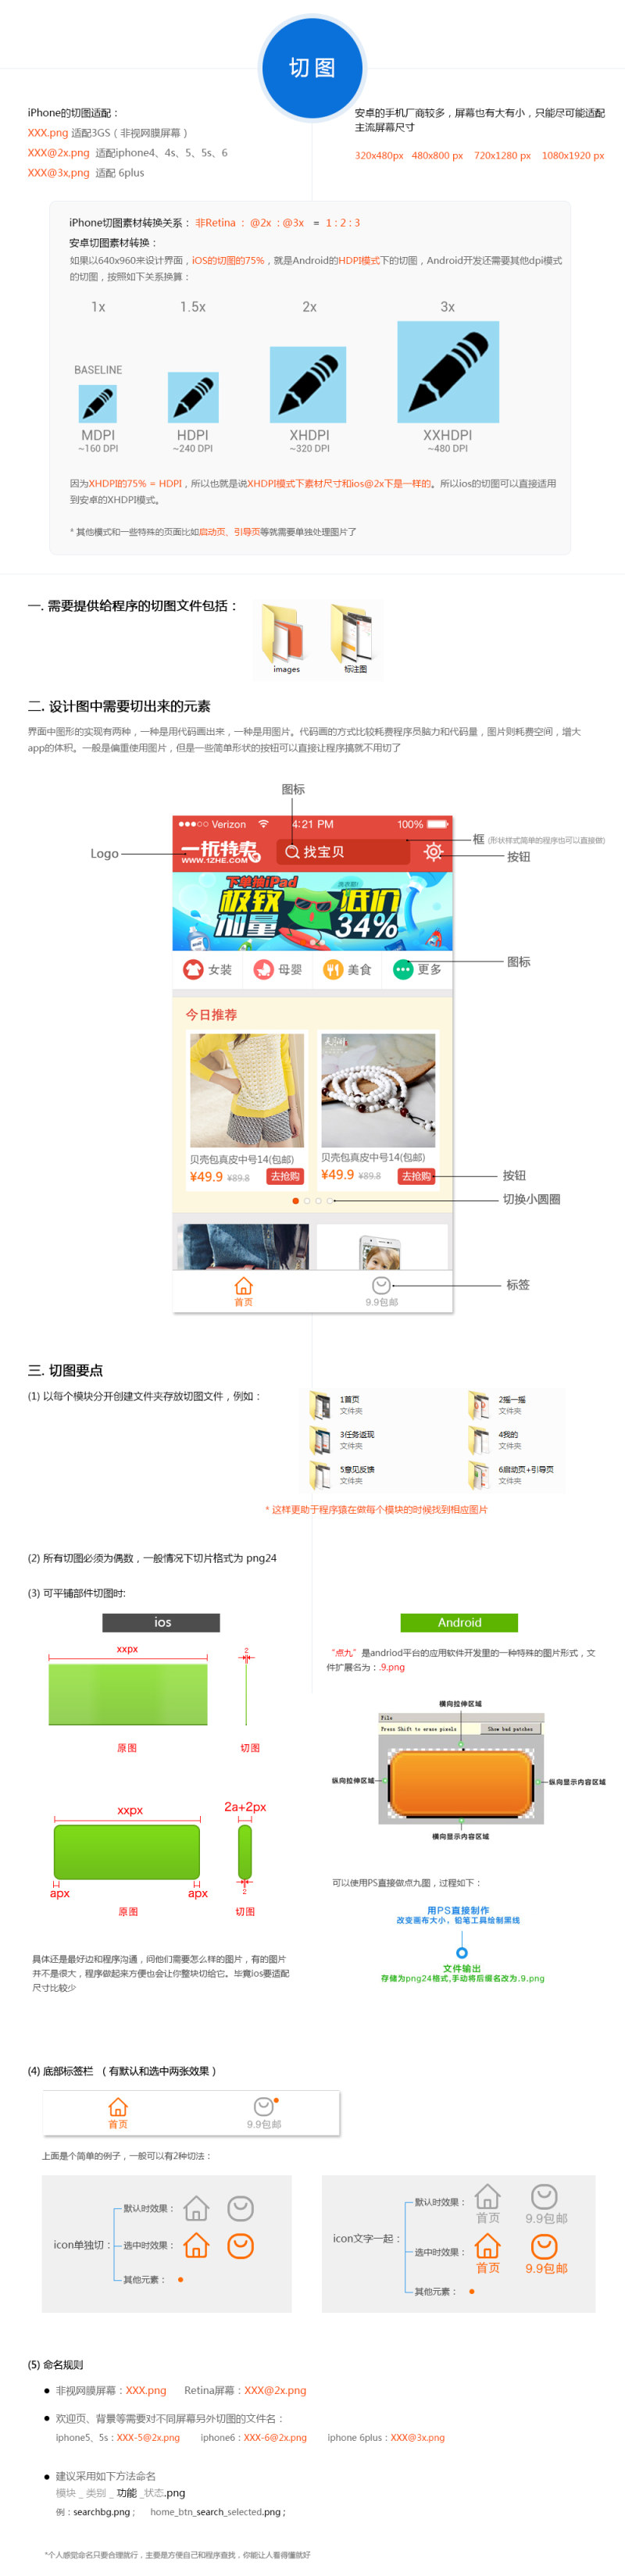 切图
iPhone的切图适配：
XXX.png 适配3GS（非视网膜屏幕）
XXX@2x.png 适配iphone4、4s、5、5s、6
XXX@3x.png 适配 6plus
安卓的手机厂商较多，屏幕也有大有小，只能尽可能适配
主流屏幕尺寸
320x480px 480x800 px 720x1280 px 1080x1920 px
iPhone切图素材转换关系： 非Retina ： @2x ：@3x = 1 : 2 : 3
安卓切图素材转换：
如果以640x960来设计界面，iOS的切图的75%，就是Android的HDPI模式下的切图，Android开发还需要其他dpi模式
的切图，按照如下关系换算：
1x 1.5x 2x 3x
BASELINE
MDPI HDPI XHDPI XXHDPI
~160 DPI ~240 DPI ~320 DPI ~480 DPI
因为XHDPI的75% = HDPI，所以也就是说XHDPI模式下素材尺寸和ios@2x下是一样的。所以ios的切图可以直接适用
到安卓的XHDPI模式。
* 其他模式和一些特殊的页面比如启动页、引导页等就需要单独处理图片了
一. 需要提供给程序的切图文件包括：
images 标注图
二. 设计图中需要切出来的元素
界面中图形的实现有两种，一种是用代码画出来，一种是用图片。代码画的方式比较耗费程序员脑力和代码量，图片则耗费空间，增大
app的体积。一般是偏重使用图片，但是一些简单形状的按钮可以直接让程序搞就不用切了
图标
Verizon 4:21 PM 100%
框 (形状样式简单的程序也可以直接做)
Logo
一折特卖
WWW.1ZHE.COM
找宝贝
按钮
下单抽iPad
极致 低价
加量 34%
女装 母婴 美食 更多
图标
今日推荐
贝壳包真皮中号14(包邮) 贝壳包真皮中号14(包邮)
¥49.9 ¥89.8 去抢购 ¥49.9 ¥89.8 去抢购
按钮
切换小圆圈
首页 9.9包邮
标签
三. 切图要点
(1) 以每个模块分开创建文件夹存放切图文件，例如：
1首页 2摇一摇
文件夹 文件夹
3任务返现 4我的
文件夹 文件夹
5意见反馈 6启动页+引导页
文件夹 文件夹
* 这样更助于程序猿在做每个模块的时候找到相应图片
(2) 所有切图必须为偶数，一般情况下切片格式为 png24
(3) 可平铺部件切图时:
ios
xxpx 2
原图 切图
xxpx 2a+2px
apx apx 2
原图 切图
具体还是最好边和程序沟通，问他们需要怎么样的图片，有的图片
并不是很大，程序做起来方便也会让你整块切给它。毕竟ios要适配
尺寸比较少
Android
“点九”是andriod平台的应用软件开发里的一种特殊的图片形式，文
件扩展名为：.9.png
横向拉伸区域
File
Press Shift to erase pixels Show bad patches
纵向拉伸区域 纵向显示内容区域
横向显示内容区域
可以使用PS直接做点九图，过程如下：
用PS直接制作
改变画布大小，铅笔工具绘制黑线
文件输出
存储为png24格式,手动将后缀名改为.9.png
(4) 底部标签栏 （有默认和选中两张效果）
首页 9.9包邮
上面是个简单的例子，一般可以有2种切法：
icon单独切：
默认时效果：
选中时效果：
其他元素：
icon文字一起：
默认时效果：
首页 9.9包邮
选中时效果：
首页 9.9包邮
其他元素：
(5) 命名规则
● 非视网膜屏幕：XXX.png Retina屏幕：XXX@2x.png
● 欢迎页、背景等需要对不同屏幕另外切图的文件名：
iphone5、5s：XXX-5@2x.png iphone6：XXX-6@2x.png iphone 6plus：XXX@3x.png
● 建议采用如下方法命名
模块 _ 类别 _ 功能 _状态.png
例：searchbg.png ; home_btn_search_selected.png ;
*个人感觉命名只要合理就行，主要是方便自己和程序查找，你能让人看得懂就好